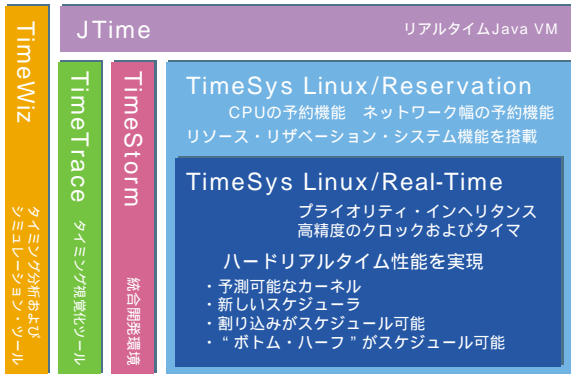 TimeWiz
タイミング分析および
シミュレーション・ツール
JTime
リアルタイムJava VM
TimeTrace
タイミング視覚化ツール
TimeStorm
統合開発環境
TimeSys Linux/Reservation
CPUの予約機能　ネットワーク幅の予約機能
リソース・リザベーション・システム機能を搭載
TimeSys Linux/Real-Time
プライオリティ・インヘリタンス
高精度のクロックおよびタイマ
ハードリアルタイム性能を実現
・予測可能なカーネル
・新しいスケジューラ
・割り込みがスケジュール可能
・“ボトム・ハーフ”がスケジュール可能